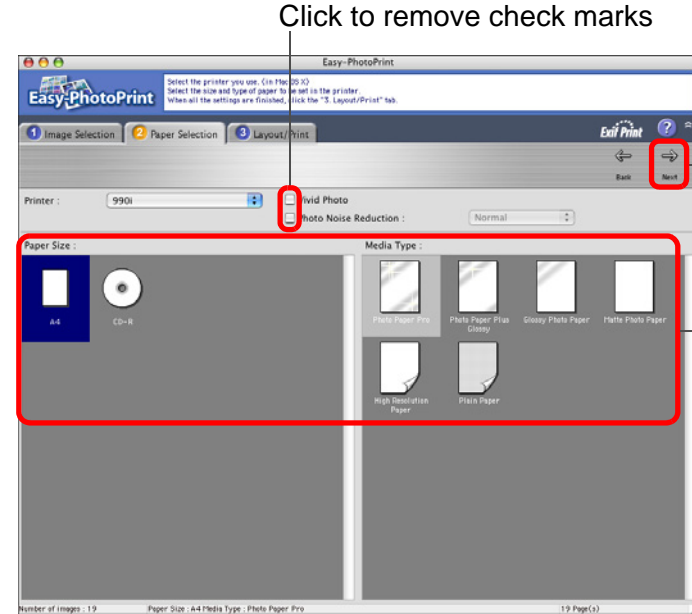 Click to remove check marks
Easy-PhotoPrint
Easy-PhotoPrint
Select the printer you use. (in Mac OS X)
Select the size and type of paper to be set in the printer.
When all the settings are finished, click the "3. Layout/Print" tab.
1 Image Selection
2 Paper Selection
3 Layout/Print
Exif Print
?
Back
Next
Printer :
990i
Vivid Photo
Photo Noise Reduction :
Normal
Paper Size :
Media Type :
A4
CD-R
Photo Paper Pro
Photo Paper Plus
Glossy
Glossy Photo Paper
Matte Photo Paper
High Resolution
Paper
Plain Paper
Number of images : 19
Paper Size : A4 Media Type : Photo Paper Pro
19 Page(s)